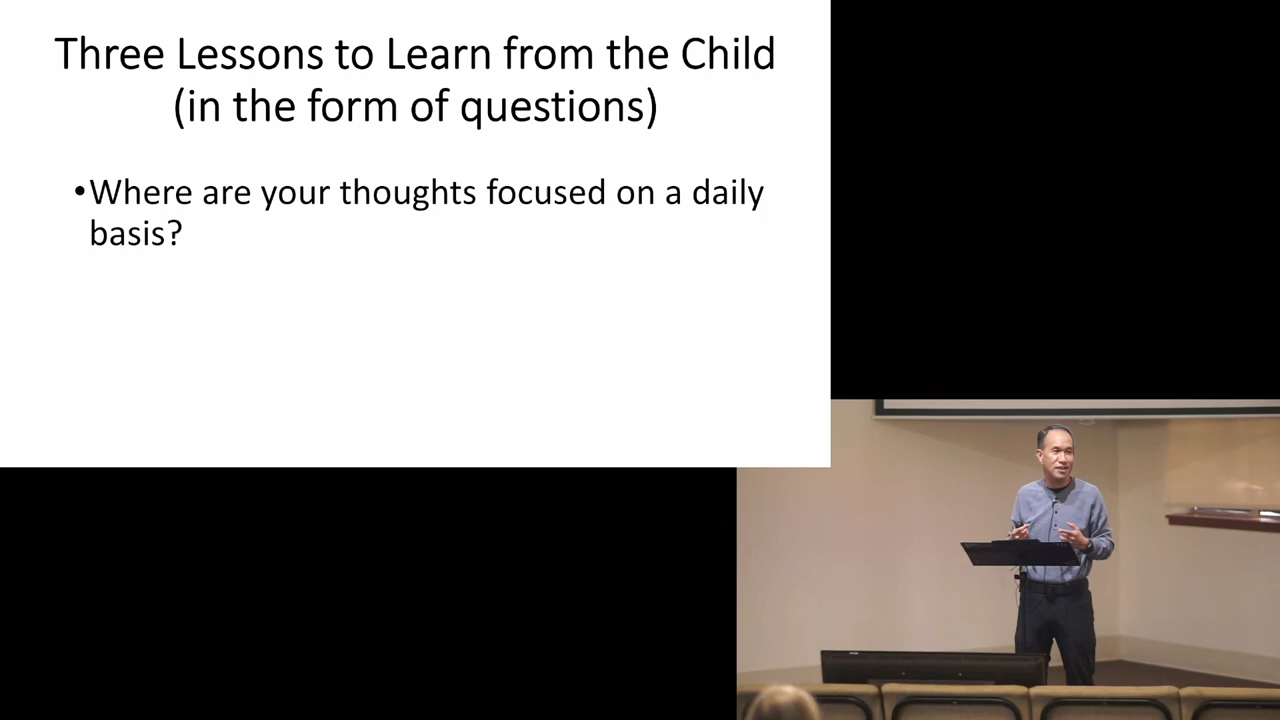 Three Lessons to Learn from the Child
(in the form of questions)
•Where are your thoughts focused on a daily
basis?